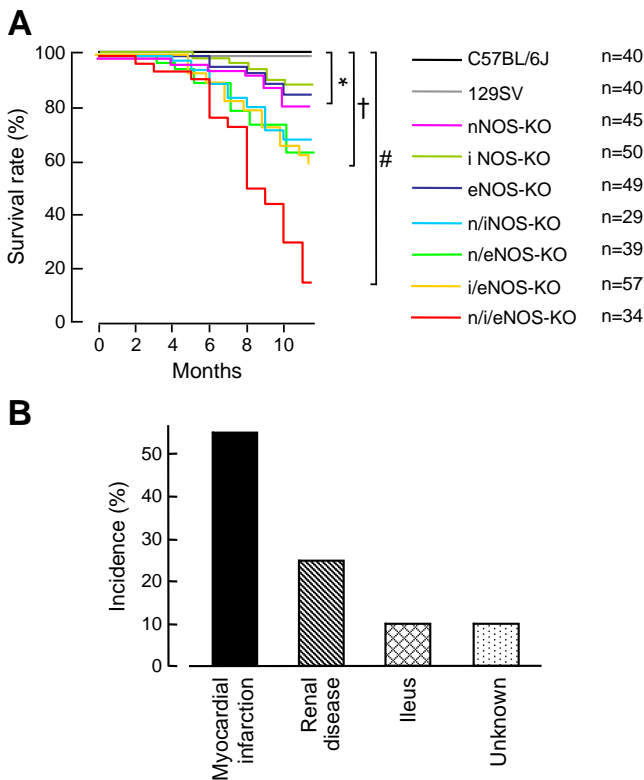 A
Survival rate (%)
100
80
60
40
20
0
0 2 4 6 8 10
Months
*
†
#
C57BL/6J n=40
129SV n=40
nNOS-KO n=45
i NOS-KO n=50
eNOS-KO n=49
n/iNOS-KO n=29
n/eNOS-KO n=39
i/eNOS-KO n=57
n/i/eNOS-KO n=34
B
Incidence (%)
50
40
30
20
10
0
Myocardial
infarction
Renal
disease
Ileus
Unknown